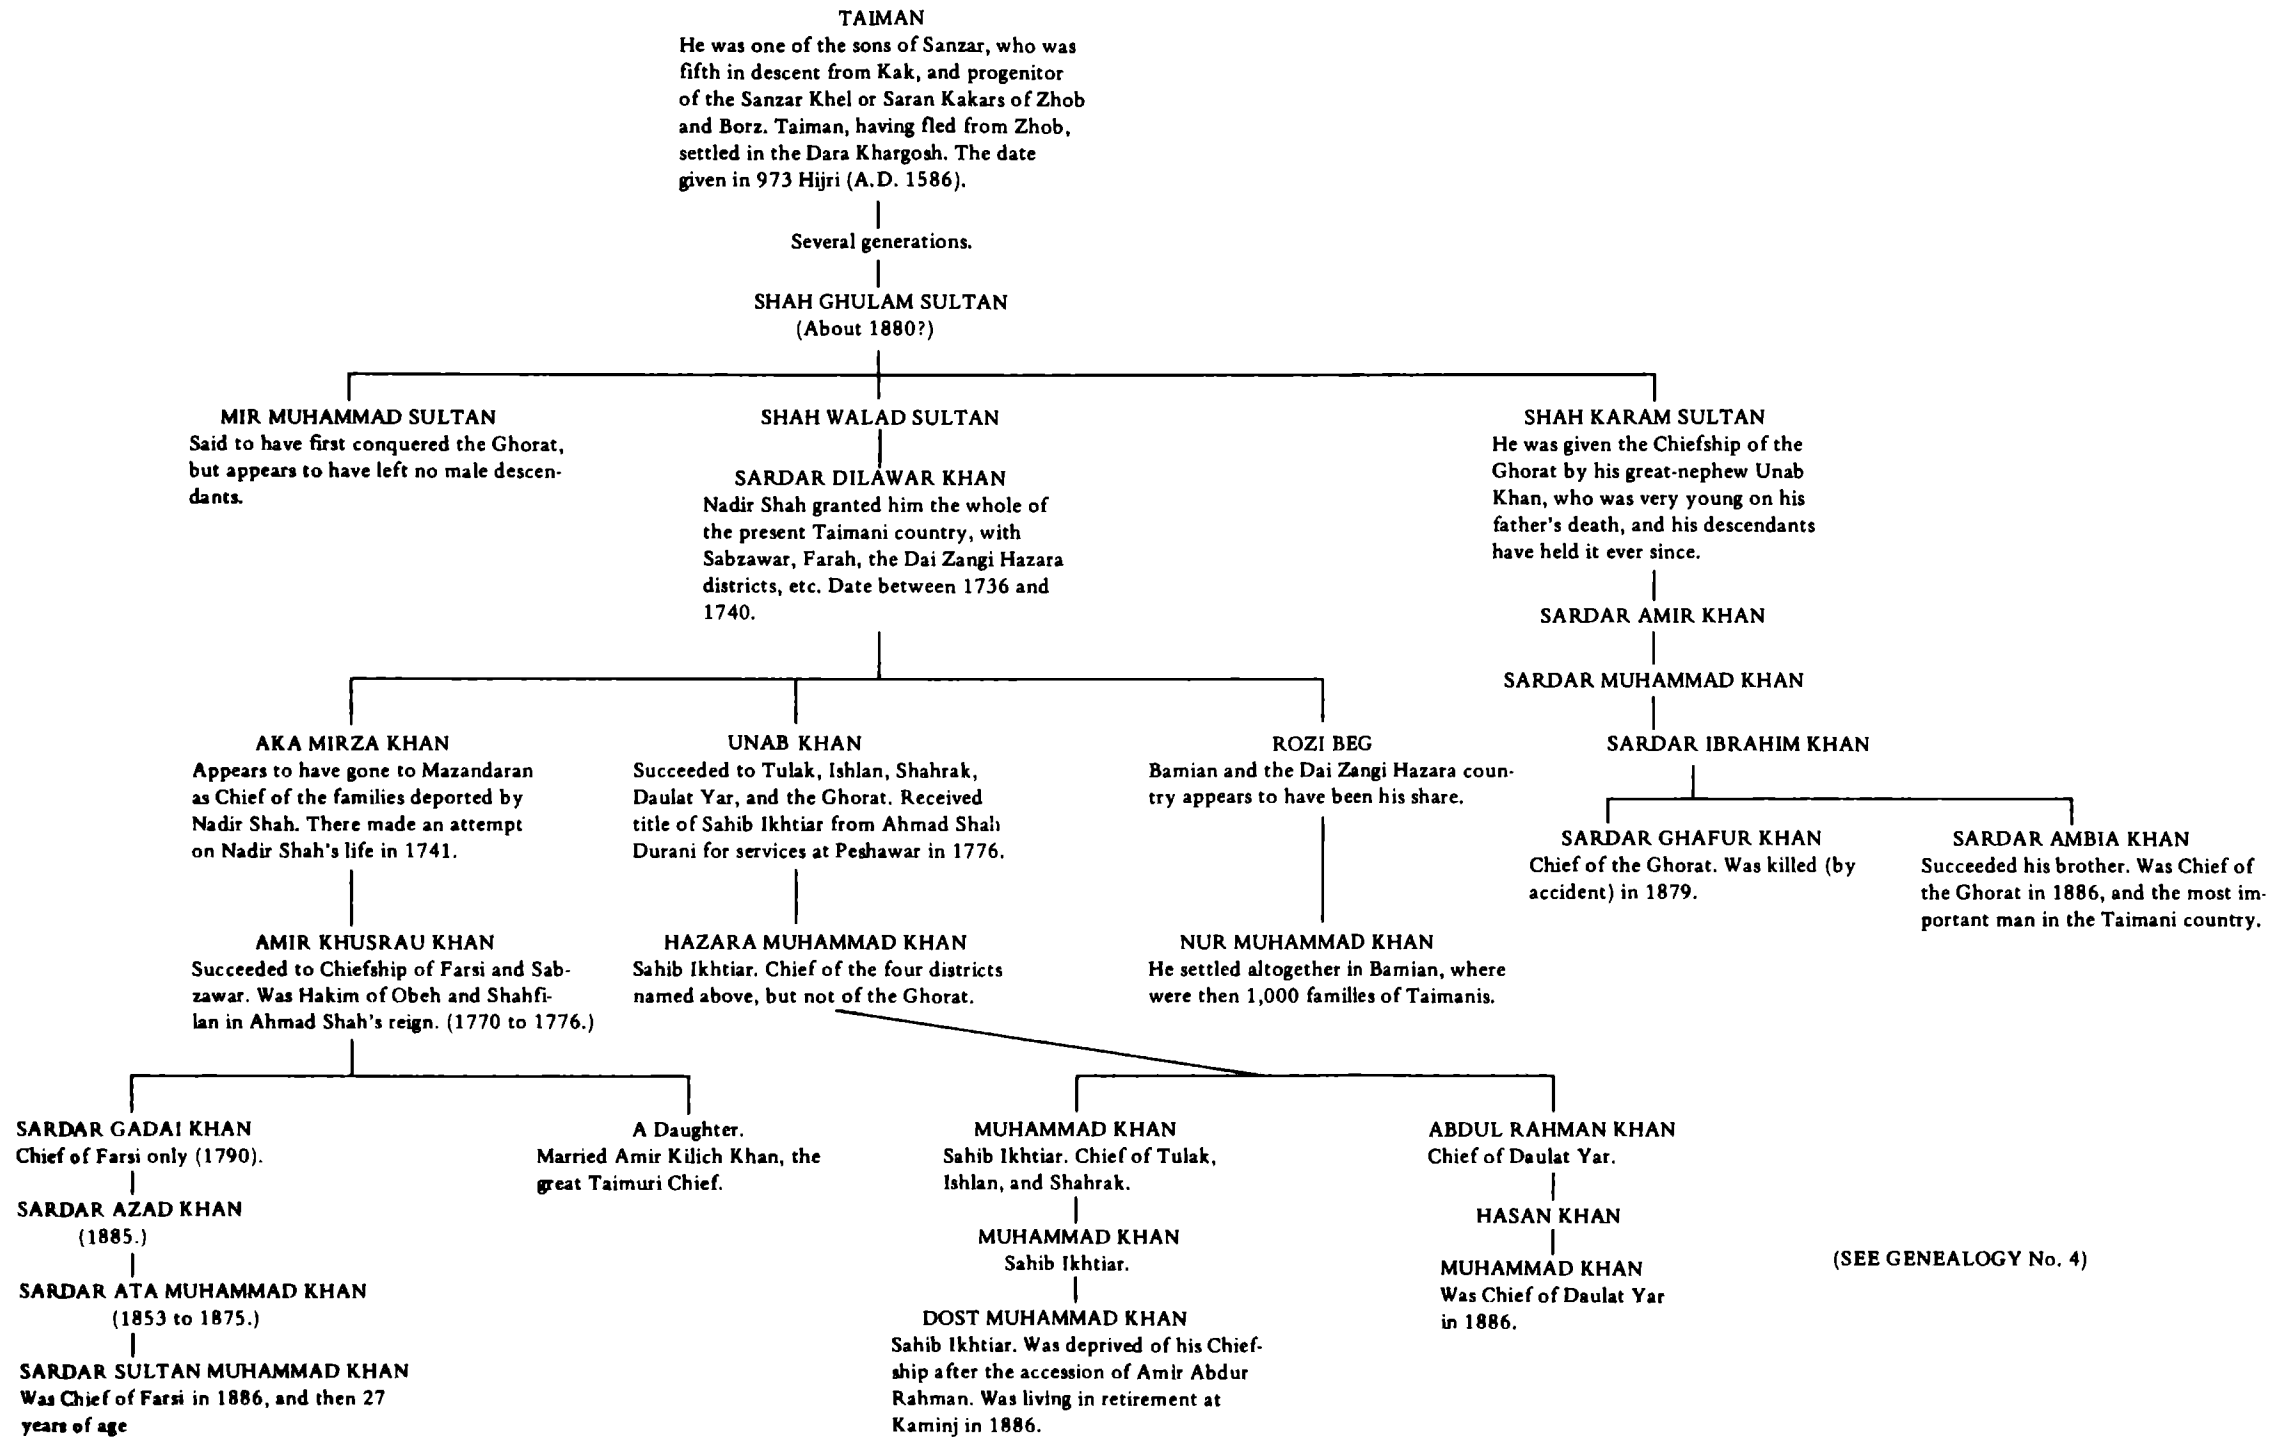 TAIMAN
He was one of the sons of Sanzar, who was
fifth in descent from Kak, and progenitor
of the Sanzar Khel or Saran Kakars of Zhob
and Borz. Taiman, having fled from Zhob,
settled in the Dara Khargosh. The date
given in 973 Hijri (A.D. 1586).
Several generations.
SHAH GHULAM SULTAN
(About 1880?)
MIR MUHAMMAD SULTAN
Said to have first conquered the Ghorat,
but appears to have left no male descen-
dants.
SHAH WALAD SULTAN
SARDAR DILAWAR KHAN
Nadir Shah granted him the whole of
the present Taimani country, with
Sabzawar, Farah, the Dai Zangi Hazara
districts, etc. Date between 1736 and
1740.
SHAH KARAM SULTAN
He was given the Chiefship of the
Ghorat by his great-nephew Unab
Khan, who was very young on his
father's death, and his descendants
have held it ever since.
SARDAR AMIR KHAN
SARDAR MUHAMMAD KHAN
SARDAR IBRAHIM KHAN
AKA MIRZA KHAN
Appears to have gone to Mazandaran
as Chief of the families deported by
Nadir Shah. There made an attempt
on Nadir Shah's life in 1741.
UNAB KHAN
Succeeded to Tulak, Ishlan, Shahrak,
Daulat Yar, and the Ghorat. Received
title of Sahib Ikhtiar from Ahmad Shah
Durani for services at Peshawar in 1776.
ROZI BEG
Bamian and the Dai Zangi Hazara coun-
try appears to have been his share.
SARDAR GHAFUR KHAN
Chief of the Ghorat. Was killed (by
accident) in 1879.
SARDAR AMBIA KHAN
Succeeded his brother. Was Chief of
the Ghorat in 1886, and the most im-
portant man in the Taimani country.
AMIR KHUSRAU KHAN
Succeeded to Chiefship of Farsi and Sab-
zawar. Was Hakim of Obeh and Shahfi-
lan in Ahmad Shah's reign. (1770 to 1776.)
HAZARA MUHAMMAD KHAN
Sahib Ikhtiar. Chief of the four districts
named above, but not of the Ghorat.
NUR MUHAMMAD KHAN
He settled altogether in Bamian, where
were then 1,000 families of Taimanis.
SARDAR GADAI KHAN
Chief of Farsi only (1790).
SARDAR AZAD KHAN
(1885.)
SARDAR ATA MUHAMMAD KHAN
(1853 to 1875.)
SARDAR SULTAN MUHAMMAD KHAN
Was Chief of Farsi in 1886, and then 27
years of age
A Daughter.
Married Amir Kilich Khan, the
great Taimuri Chief.
MUHAMMAD KHAN
Sahib Ikhtiar. Chief of Tulak,
Ishlan, and Shahrak.
MUHAMMAD KHAN
Sahib Ikhtiar.
DOST MUHAMMAD KHAN
Sahib Ikhtiar. Was deprived of his Chief-
ship after the accession of Amir Abdur
Rahman. Was living in retirement at
Kaminj in 1886.
ABDUL RAHMAN KHAN
Chief of Daulat Yar.
HASAN KHAN
MUHAMMAD KHAN
Was Chief of Daulat Yar
in 1886.
(SEE GENEALOGY No. 4)